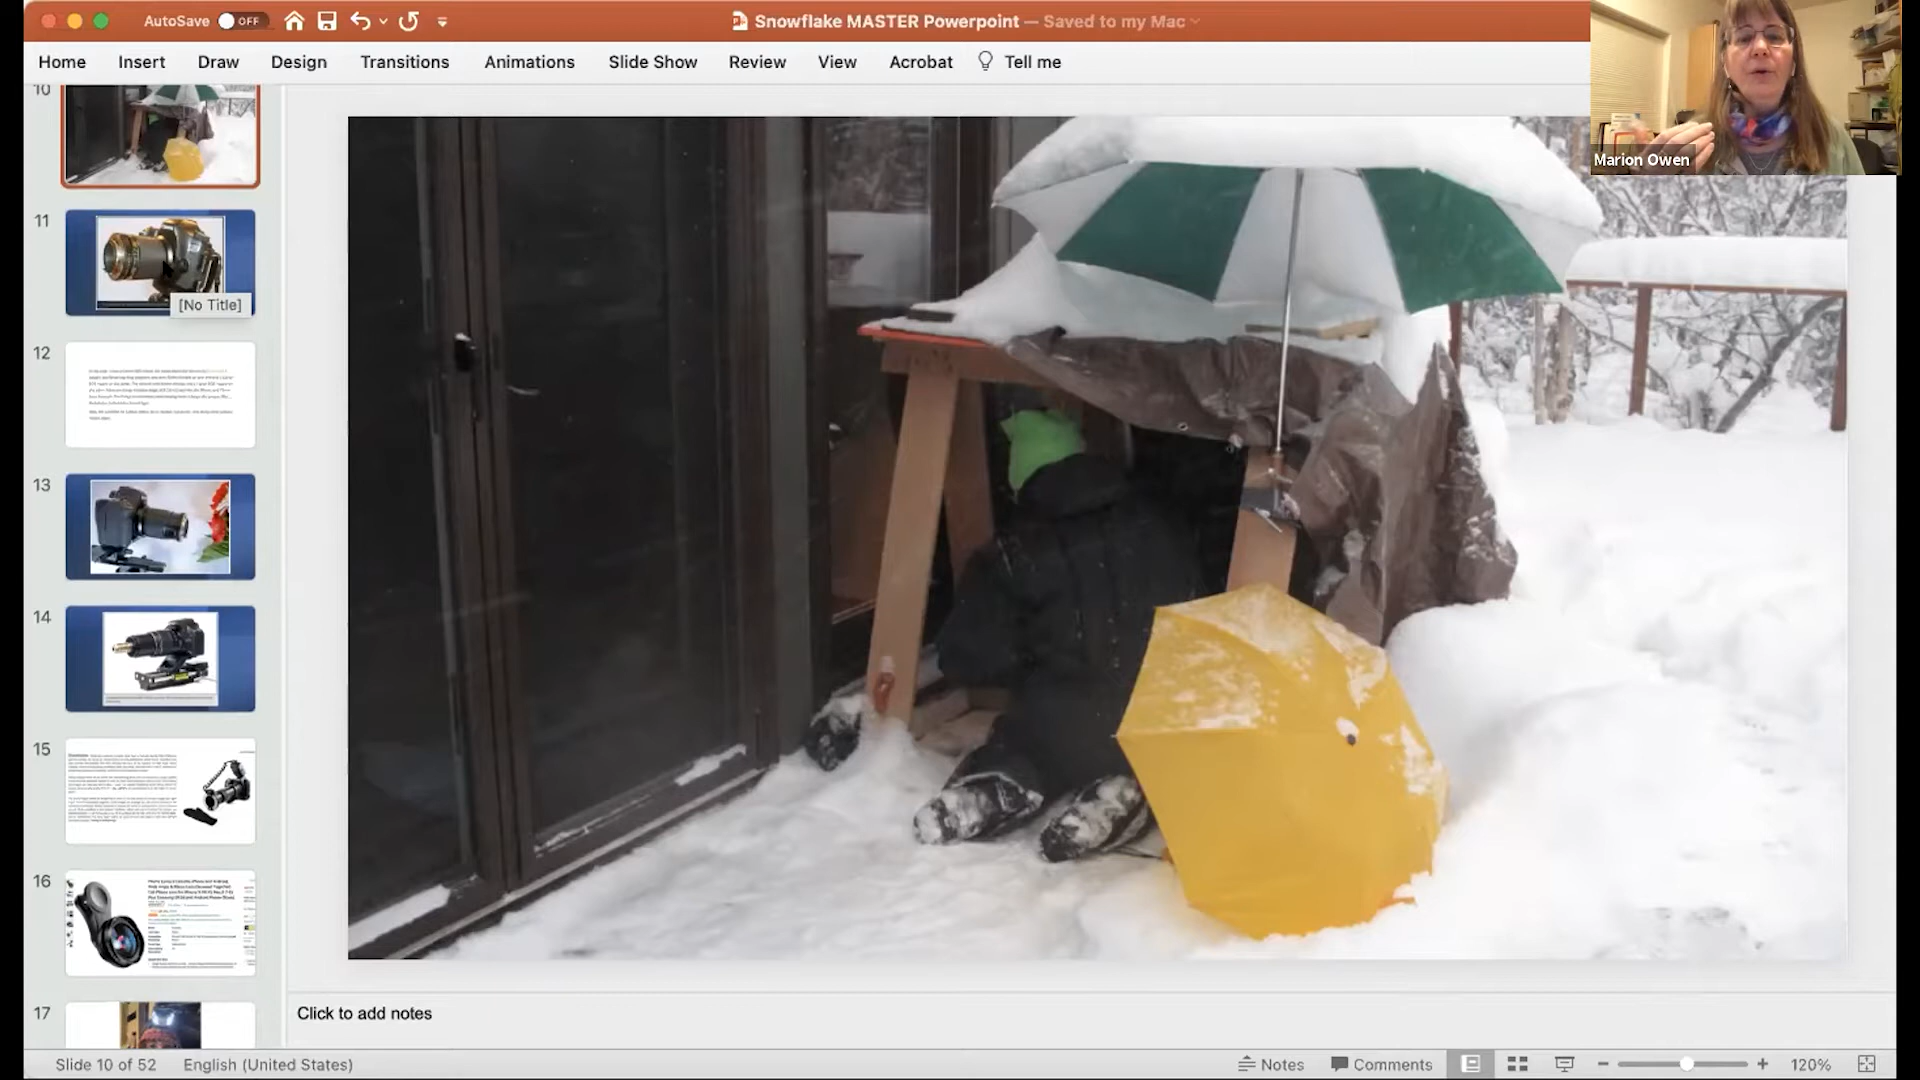 AutoSave OFF
Snowflake MASTER Powerpoint — Saved to my Mac
Home Insert Draw Design Transitions Animations Slide Show Review View Acrobat Tell me
Marion Owen
10
11
[No Title]
12
13
14
15
16
17
Click to add notes
Slide 10 of 52 English (United States) Notes Comments 120%